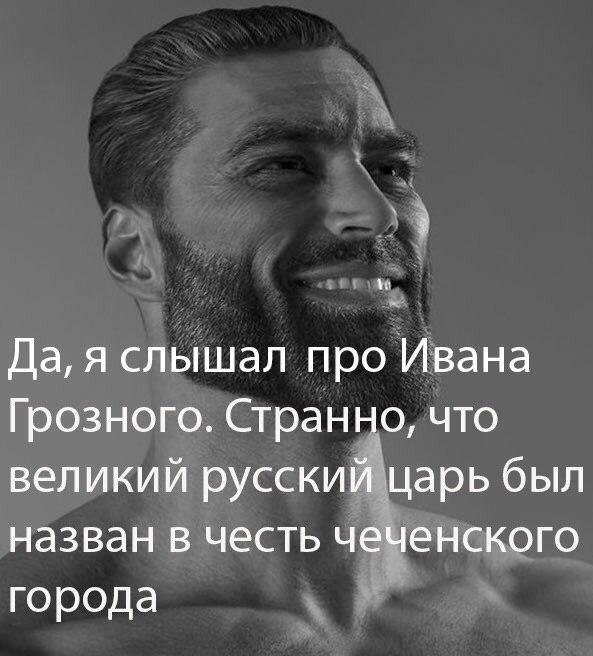 Да, я слышал про Ивана
Грозного. Странно, что
великий русский царь был
назван в честь чеченского
города